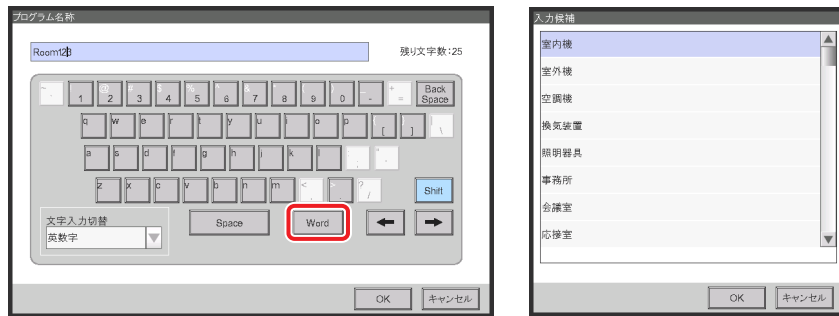 プログラム名称
Room123
残り文字数:25
~ ! @ # $ % ^ & * ( ) _ +
` 1 2 3 4 5 6 7 8 9 0 - = Back Space
q w e r t y u i o p [ ] \
a s d f g h j k l ; '
z x c v b n m , . / Shift
文字入力切替
英数字
Space Word ← →
OK キャンセル
入力候補
室内機
室外機
空調機
換気装置
照明器具
事務所
会議室
応接室
OK キャンセル